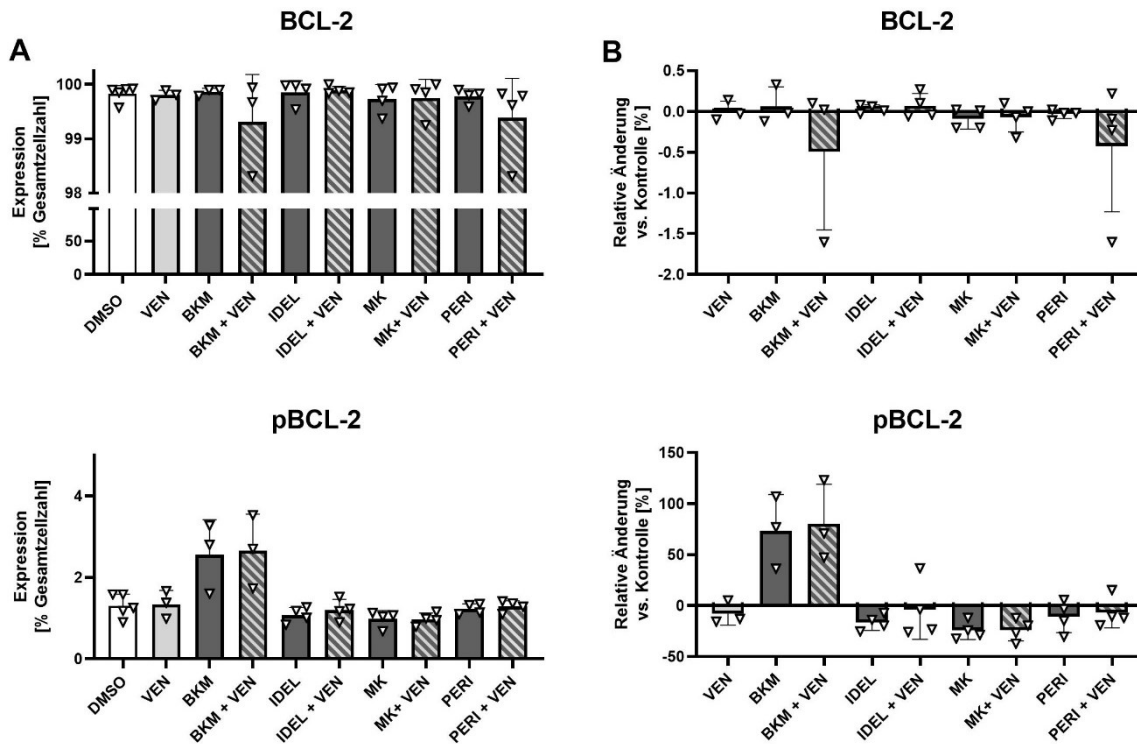 A
BCL-2
Expression
[% Gesamtzellzahl]
100
99
98
50
0
DMSO
VEN
BKM
BKM + VEN
IDEL
IDEL + VEN
MK
MK+ VEN
PERI
PERI + VEN
B
BCL-2
Relative Änderung
vs. Kontrolle [%]
0.5
0.0
-0.5
-1.0
-1.5
-2.0
VEN
BKM
BKM + VEN
IDEL
IDEL + VEN
MK
MK+ VEN
PERI
PERI + VEN
pBCL-2
Expression
[% Gesamtzellzahl]
4
2
0
DMSO
VEN
BKM
BKM + VEN
IDEL
IDEL + VEN
MK
MK+ VEN
PERI
PERI + VEN
pBCL-2
Relative Änderung
vs. Kontrolle [%]
150
100
50
0
-50
VEN
BKM
BKM + VEN
IDEL
IDEL + VEN
MK
MK+ VEN
PERI
PERI + VEN